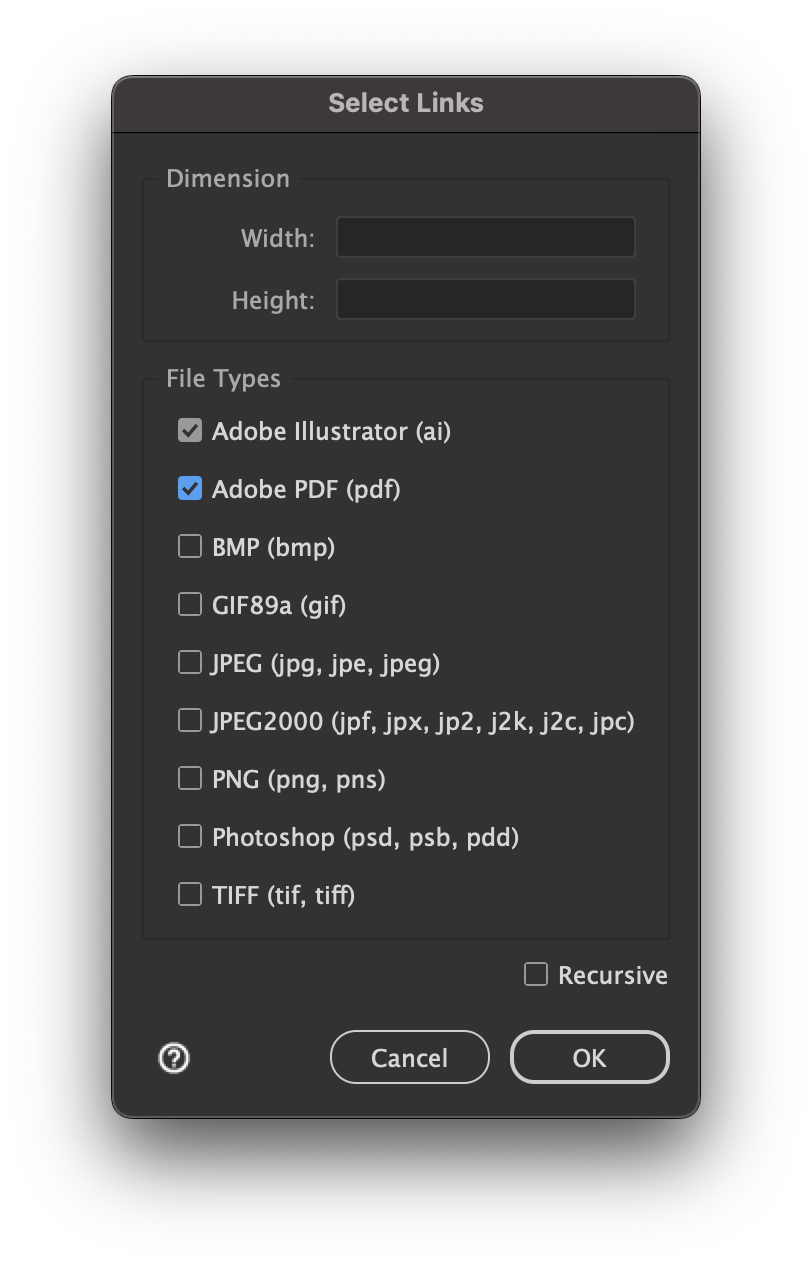 Select Links
Dimension
Width:
Height:
File Types
Adobe Illustrator (ai)
Adobe PDF (pdf)
BMP (bmp)
GIF89a (gif)
JPEG (jpg, jpe, jpeg)
JPEG2000 (jpf, jpx, jp2, j2k, j2c, jpc)
PNG (png, pns)
Photoshop (psd, psb, pdd)
TIFF (tif, tiff)
Recursive
? Cancel OK